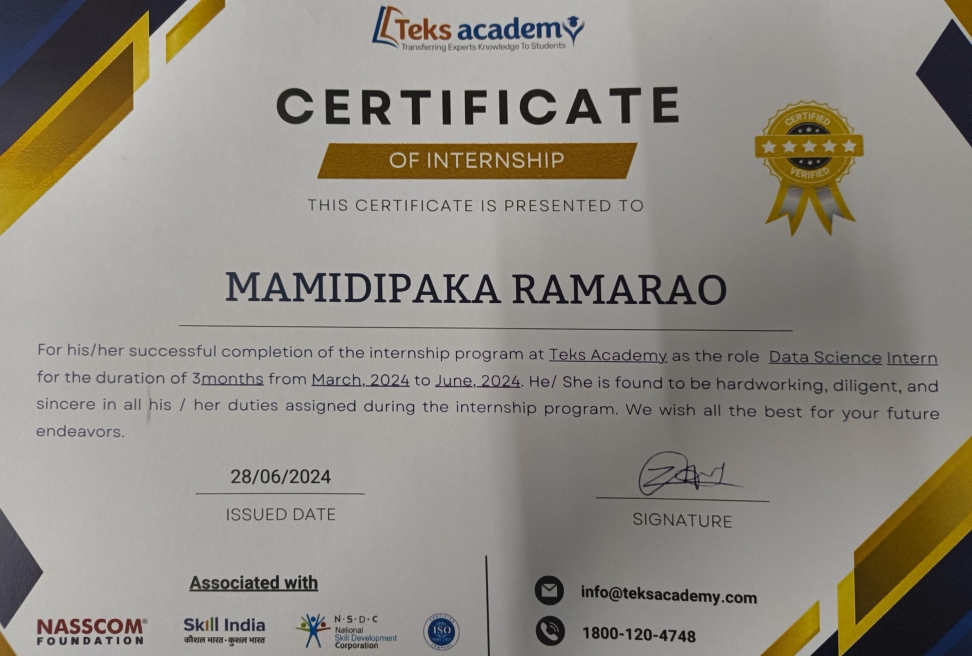 Teks academy
Transferring Experts Knowledge To Students
CERTIFICATE
OF INTERNSHIP
CERTIFIED
VERIFIED
THIS CERTIFICATE IS PRESENTED TO
MAMIDIPAKA RAMARAO
For his/her successful completion of the internship program at Teks Academy as the role Data Science Intern
for the duration of 3months from March, 2024 to June, 2024. He/ She is found to be hardworking, diligent, and
sincere in all his / her duties assigned during the internship program. We wish all the best for your future
endeavors.
28/06/2024
ISSUED DATE
SIGNATURE
Associated with
NASSCOM®
FOUNDATION
Skill India
कौशल भारत-कुशल भारत
N·S·D·C
National
Skill Development
Corporation
ISO
info@teksacademy.com
1800-120-4748